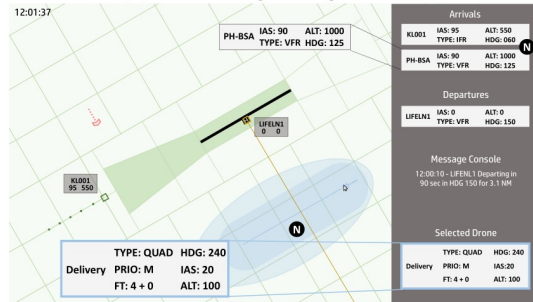 12:01:37
PH-BSA IAS: 90 ALT: 1000
TYPE: VFR HDG: 125
LIFELN1
0 0
KL001
95 550
N
TYPE: QUAD HDG: 240
Delivery PRIO: M IAS: 20
FT: 4 + 0 ALT: 100
Arrivals
KL001 IAS: 95 ALT: 550
TYPE: IFR HDG: 060
N
PH-BSA IAS: 90 ALT: 1000
TYPE: VFR HDG: 125
Departures
LIFELN1 IAS: 0 ALT: 0
TYPE: VFR HDG: 150
Message Console
12:00:10 - LIFENL1 Departing in
90 sec in HDG 150 for 3.1 NM
Selected Drone
TYPE: QUAD HDG: 240
Delivery PRIO: M IAS:20
FT: 4 + 0 ALT: 100